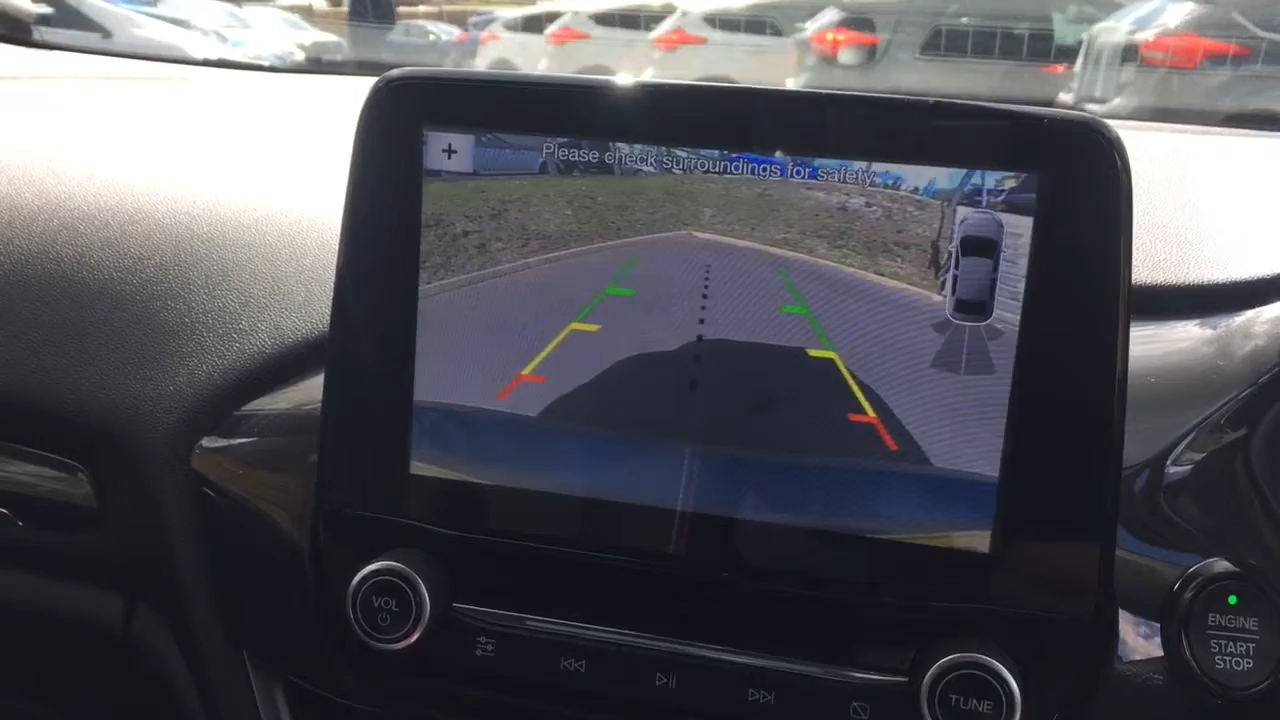 +
Please check surroundings for safety
VOL
ENGINE
START
STOP
TUNE